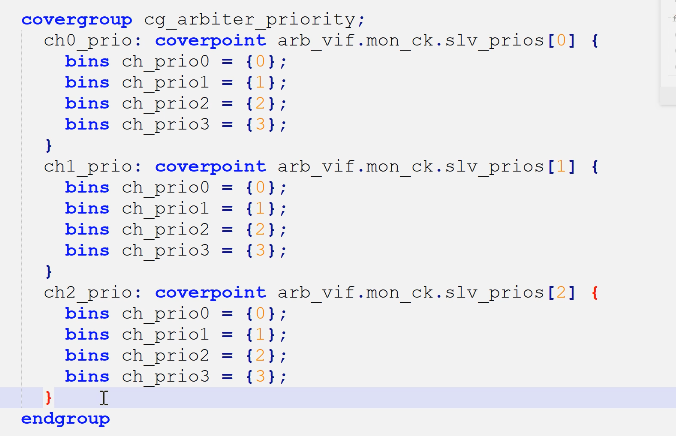 covergroup cg_arbiter_priority;
  ch0_prio: coverpoint arb_vif.mon_ck.slv_prios[0] {
    bins ch_prio0 = {0};
    bins ch_prio1 = {1};
    bins ch_prio2 = {2};
    bins ch_prio3 = {3};
  }
  ch1_prio: coverpoint arb_vif.mon_ck.slv_prios[1] {
    bins ch_prio0 = {0};
    bins ch_prio1 = {1};
    bins ch_prio2 = {2};
    bins ch_prio3 = {3};
  }
  ch2_prio: coverpoint arb_vif.mon_ck.slv_prios[2] {
    bins ch_prio0 = {0};
    bins ch_prio1 = {1};
    bins ch_prio2 = {2};
    bins ch_prio3 = {3};
  }
endgroup